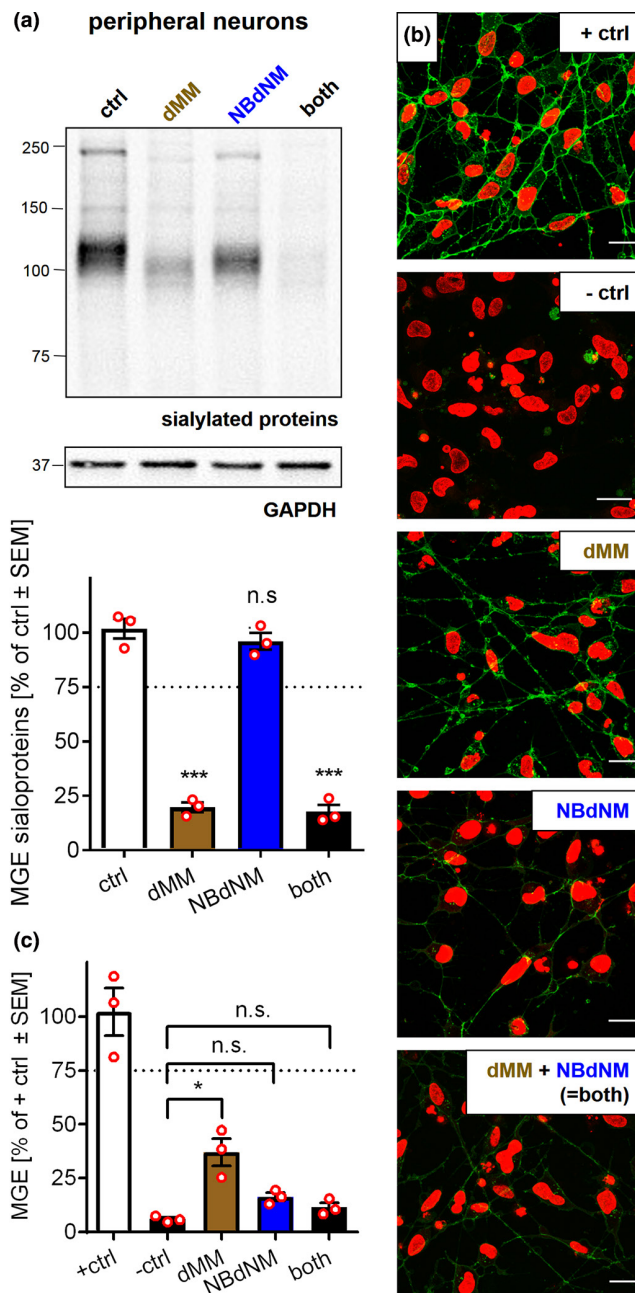 (a) peripheral neurons
ctrl dMM NBdNM both
250
150
100
75
sialylated proteins
37
GAPDH
MGE sialoproteins [% of ctrl ± SEM]
100
75
50
25
0
n.s
***
***
ctrl dMM NBdNM both
(c)
MGE [% of + ctrl ± SEM]
100
75
50
25
0
n.s.
n.s.
*
+ctrl -ctrl dMM NBdNM both
(b)
+ ctrl
- ctrl
dMM
NBdNM
dMM + NBdNM
(=both)